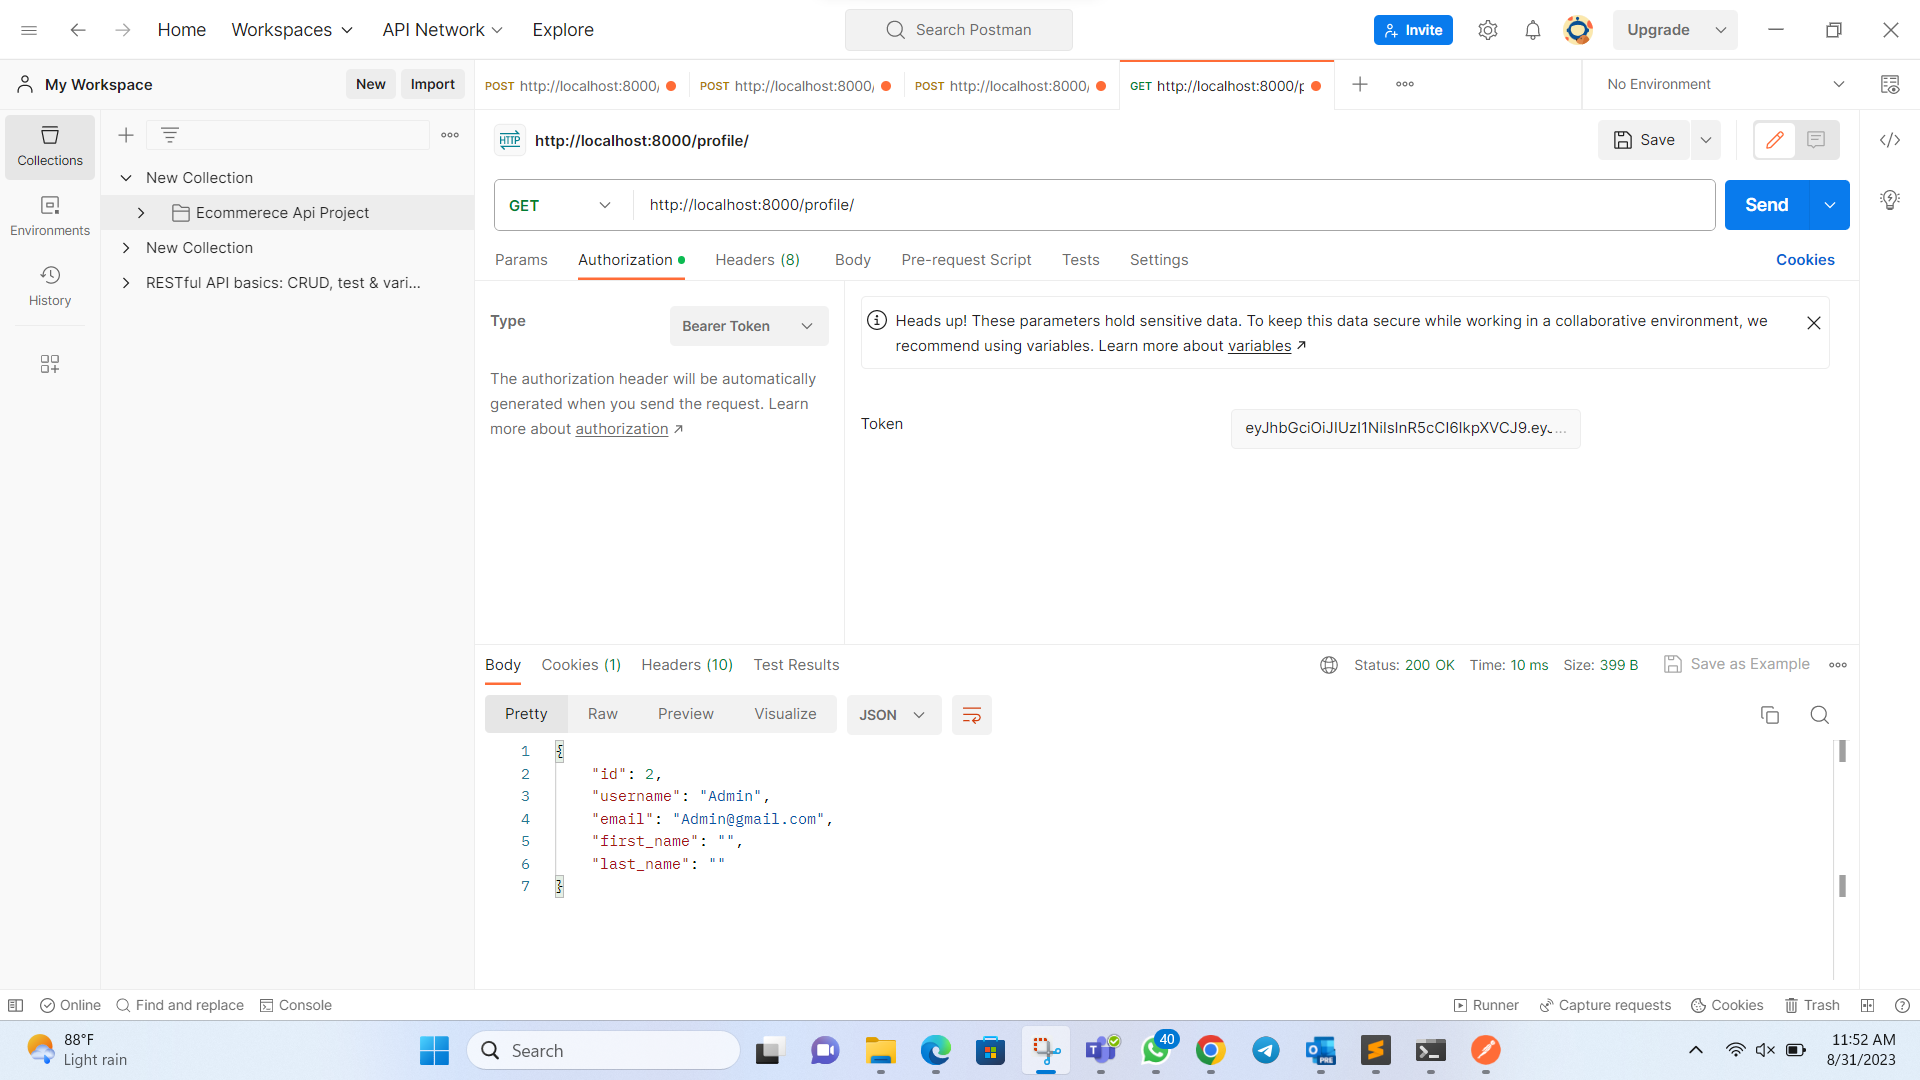 Home
Workspaces
API Network
Explore
Search Postman
Invite
Upgrade
My Workspace
New
Import
POST http://localhost:8000/
POST http://localhost:8000/
POST http://localhost:8000/
GET http://localhost:8000/p
No Environment
Collections
Environments
History
New Collection
Ecommerece Api Project
New Collection
RESTful API basics: CRUD, test & vari...
HTTP
http://localhost:8000/profile/
Save
GET
http://localhost:8000/profile/
Send
Params
Authorization
Headers (8)
Body
Pre-request Script
Tests
Settings
Cookies
Type
Bearer Token
The authorization header will be automatically
generated when you send the request. Learn
more about authorization ↗
Heads up! These parameters hold sensitive data. To keep this data secure while working in a collaborative environment, we
recommend using variables. Learn more about variables ↗
Token
Body
Cookies (1)
Headers (10)
Test Results
Status: 200 OK
Time: 10 ms
Size: 399 B
Save as Example
Pretty
Raw
Preview
Visualize
JSON
1 {
2 "id": 2,
3 "username": "Admin",
4 "email": "Admin@gmail.com",
5 "first_name": "",
6 "last_name": ""
7 }
Online
Find and replace
Console
Runner
Capture requests
Cookies
Trash
88°F
Light rain
Search
PRE
40
11:52 AM
8/31/2023